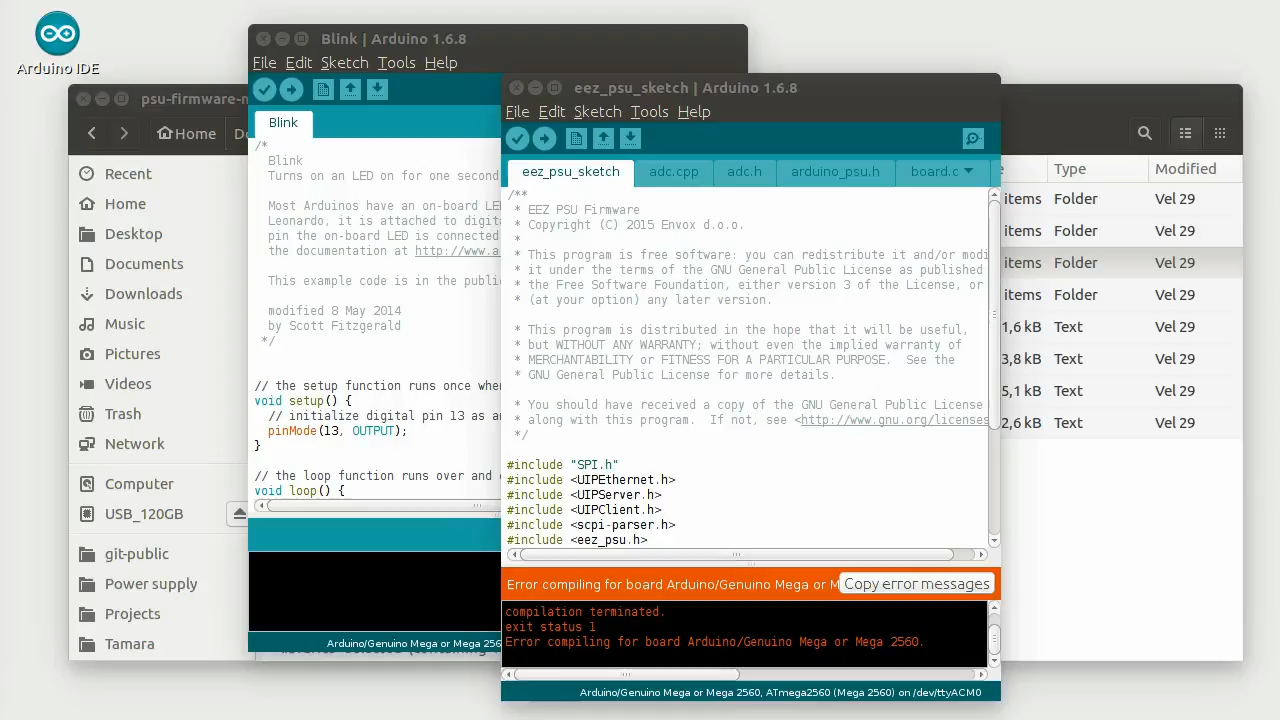 Arduino IDE
psu-firmware-m
Home
Do
Recent
Home
Desktop
Documents
Downloads
Music
Pictures
Videos
Trash
Network
Computer
USB_120GB
git-public
Power supply
Projects
Tamara
Blink | Arduino 1.6.8
File Edit Sketch Tools Help
Blink
/*
Blink
Turns on an LED on for one second
Most Arduinos have an on-board LED
Leonardo, it is attached to digit
pin the on-board LED is connected
the documentation at http://www.a
This example code is in the public
modified 8 May 2014
by Scott Fitzgerald
*/
// the setup function runs once when
void setup() {
// initialize digital pin 13 as an
pinMode(13, OUTPUT);
}
// the loop function runs over and o
void loop() {
Arduino/Genuino Mega or Mega 2560
eez_psu_sketch | Arduino 1.6.8
File Edit Sketch Tools Help
eez_psu_sketch adc.cpp adc.h arduino_psu.h board.c
/**
* EEZ PSU Firmware
* Copyright (C) 2015 Envox d.o.o.
*
* This program is free software: you can redistribute it and/or modi
* it under the terms of the GNU General Public License as published
* the Free Software Foundation, either version 3 of the License, or
* (at your option) any later version.
* This program is distributed in the hope that it will be useful,
* but WITHOUT ANY WARRANTY; without even the implied warranty of
* MERCHANTABILITY or FITNESS FOR A PARTICULAR PURPOSE.  See the
* GNU General Public License for more details.
* You should have received a copy of the GNU General Public License
* along with this program.  If not, see <http://www.gnu.org/licenses
*/
#include "SPI.h"
#include <UIPEthernet.h>
#include <UIPServer.h>
#include <UIPClient.h>
#include <scpi-parser.h>
#include <eez_psu.h>
Error compiling for board Arduino/Genuino Mega or M
Copy error messages
compilation terminated.
exit status 1
Error compiling for board Arduino/Genuino Mega or Mega 2560.
Arduino/Genuino Mega or Mega 2560, ATmega2560 (Mega 2560) on /dev/ttyACM0
e Type Modified
items Folder Vel 29
items Folder Vel 29
items Folder Vel 29
items Folder Vel 29
1,6 kB Text Vel 29
3,8 kB Text Vel 29
5,1 kB Text Vel 29
2,6 kB Text Vel 29